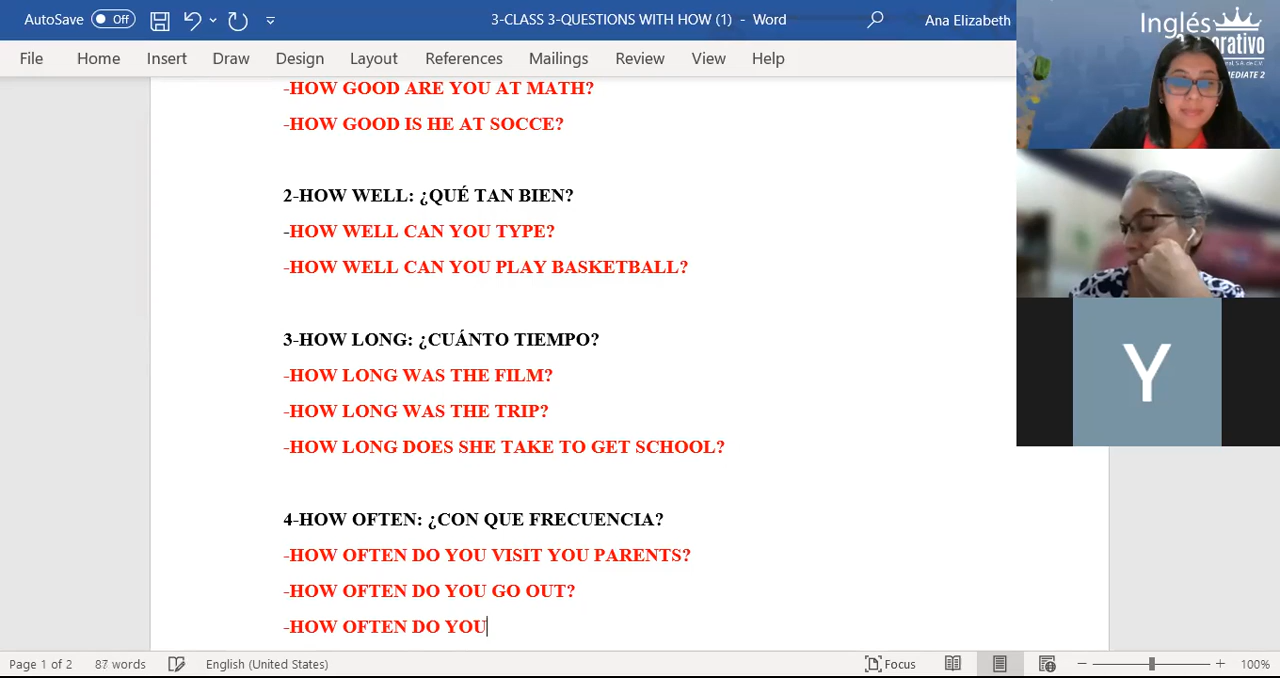 AutoSave Off 3-CLASS 3-QUESTIONS WITH HOW (1) - Word Ana Elizabeth
File Home Insert Draw Design Layout References Mailings Review View Help
Inglés
-HOW GOOD ARE YOU AT MATH?
-HOW GOOD IS HE AT SOCCE?
2-HOW WELL: ¿QUÉ TAN BIEN?
-HOW WELL CAN YOU TYPE?
-HOW WELL CAN YOU PLAY BASKETBALL?
3-HOW LONG: ¿CUÁNTO TIEMPO?
-HOW LONG WAS THE FILM?
-HOW LONG WAS THE TRIP?
-HOW LONG DOES SHE TAKE TO GET SCHOOL?
Y
4-HOW OFTEN: ¿CON QUE FRECUENCIA?
-HOW OFTEN DO YOU VISIT YOU PARENTS?
-HOW OFTEN DO YOU GO OUT?
-HOW OFTEN DO YOU
Page 1 of 2 87 words English (United States) Focus 100%